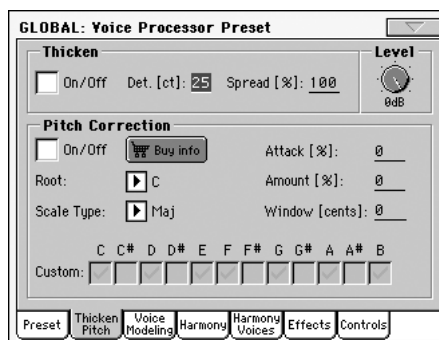 GLOBAL: Voice Processor Preset
Thicken
Level
On/Off Det. [ct]: 25 Spread [%]: 100
0dB
Pitch Correction
On/Off Buy info Attack [%]: 0
Root: C Amount [%]: 0
Scale Type: Maj Window [cents]: 0
C C# D D# E F F# G G# A A# B
Custom:
Preset Thicken Pitch Voice Modeling Harmony Harmony Voices Effects Controls